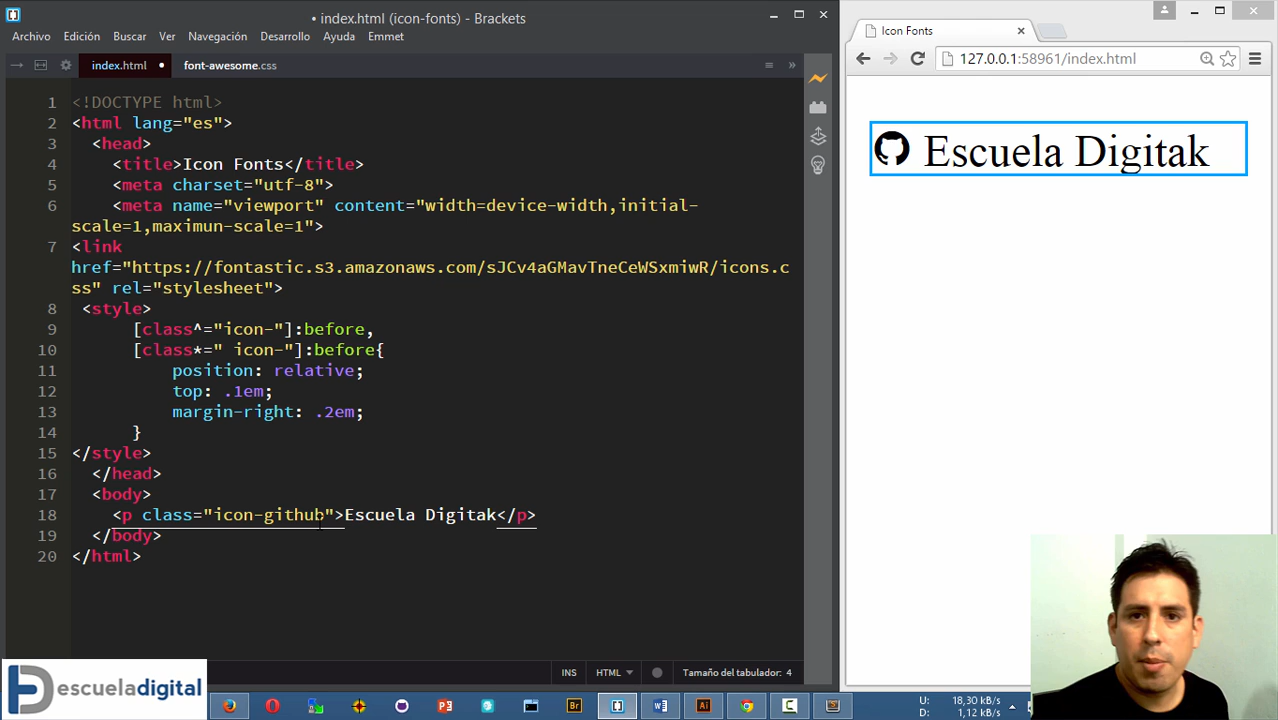 • index.html (icon-fonts) - Brackets
Archivo Edición Buscar Ver Navegación Desarrollo Ayuda Emmet
index.html • font-awesome.css
1 <!DOCTYPE html>
2 <html lang="es">
3 <head>
4 <title>Icon Fonts</title>
5 <meta charset="utf-8">
6 <meta name="viewport" content="width=device-width,initial-
scale=1,maximun-scale=1">
7 <link
href="https://fontastic.s3.amazonaws.com/sJCv4aGMavTneCeWSxmiwR/icons.c
ss" rel="stylesheet">
8 <style>
9 [class^="icon-"]:before,
10 [class*=" icon-"]:before{
11 position: relative;
12 top: .1em;
13 margin-right: .2em;
14 }
15 </style>
16 </head>
17 <body>
18 <p class="icon-github">Escuela Digitak</p>
19 </body>
20 </html>
INS HTML Tamaño del tabulador: 4
Icon Fonts
127.0.0.1:58961/index.html
Escuela Digitak
escueladigital
Br
W
Ai
U: 18,30 kB/s
D: 1,12 kB/s